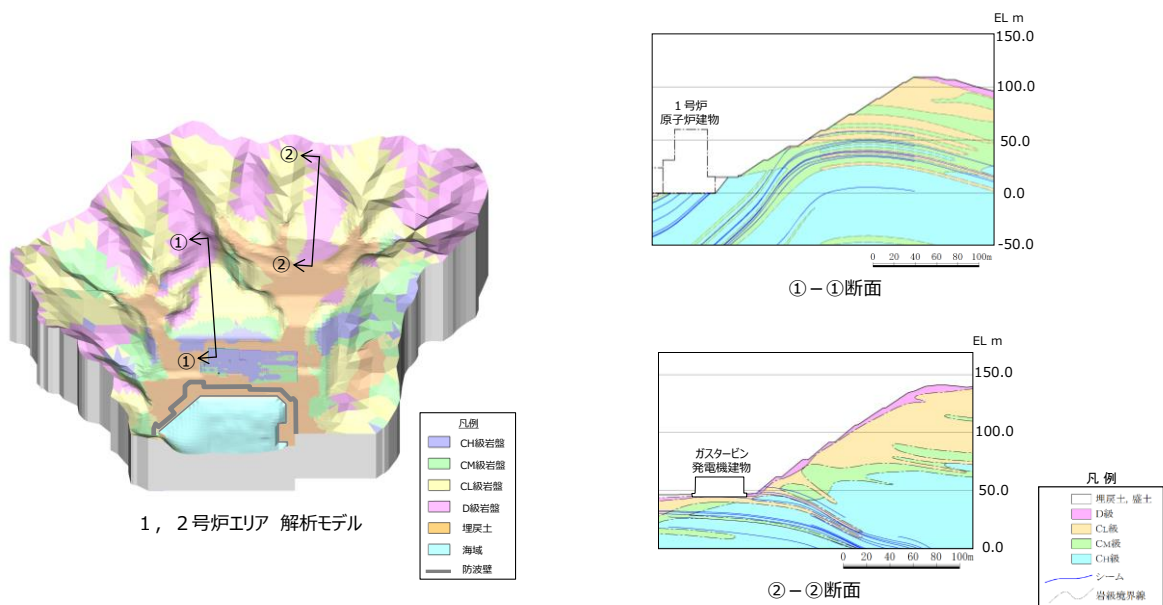 ②
①
②
①
凡例
CH級岩盤
CM級岩盤
CL級岩盤
D級岩盤
埋戻土
海域
防波壁
1，2号炉エリア 解析モデル
EL m
150.0
100.0
50.0
0.0
-50.0
1号炉
原子炉建物
0 20 40 60 80 100m
①－①断面
EL m
150.0
100.0
50.0
0.0
ガスタービン
発電機建物
0 20 40 60 80 100m
②－②断面
凡 例
埋戻土, 盛土
D級
CL級
CM級
CH級
シーム
岩級境界線